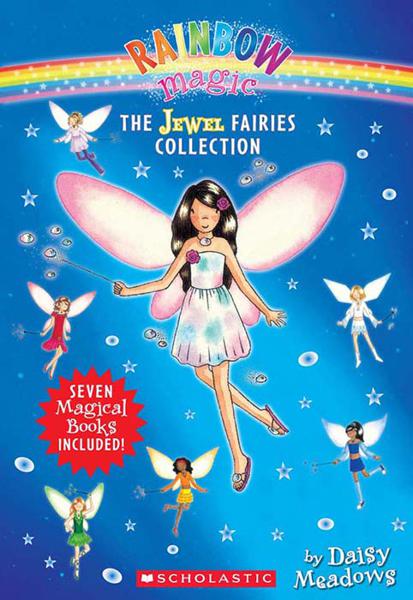 RAINBOW
magic
THE JEWEL FAIRIES
COLLECTION
SEVEN
Magical
Books
INCLUDED!
by Daisy
Meadows
SCHOLASTIC